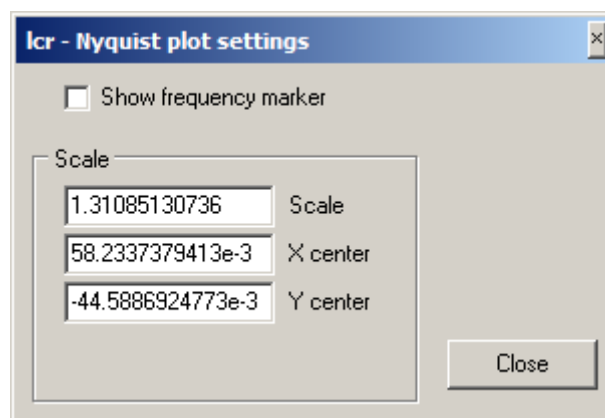 lcr - Nyquist plot settings
Show frequency marker
Scale
1.31085130736 Scale
58.2337379413e-3 X center
-44.5886924773e-3 Y center
Close